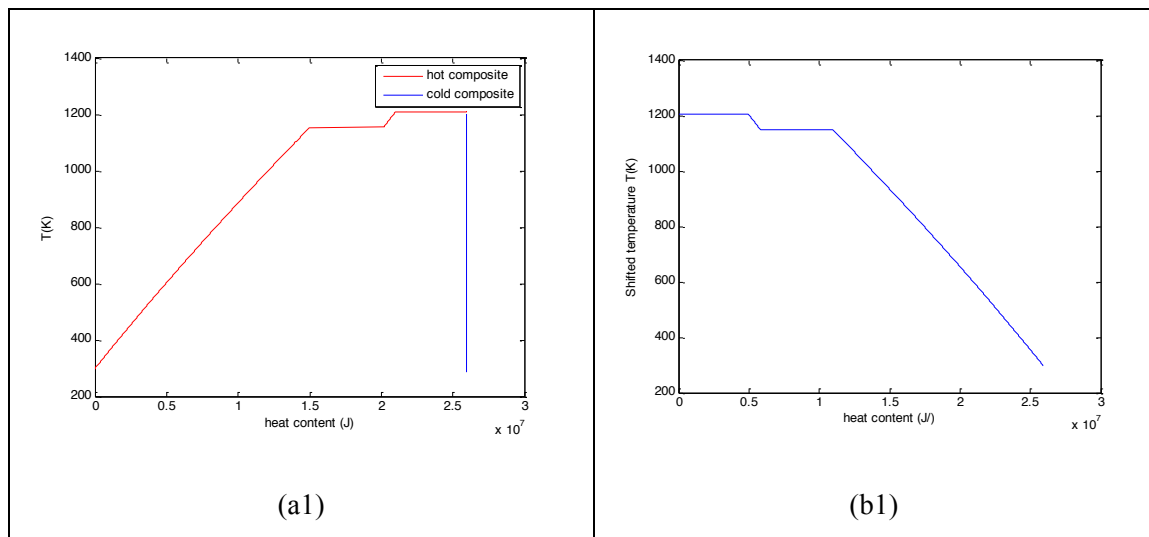 1400
1200
1000
800
600
400
200
T(K)
hot composite
cold composite
0
0.5
1
1.5
2
2.5
3
heat content (J)
x 10^7
(a1)
1400
1200
1000
800
600
400
200
Shifted temperature T(K)
0
0.5
1
1.5
2
2.5
3
heat content (J/)
x 10^7
(b1)